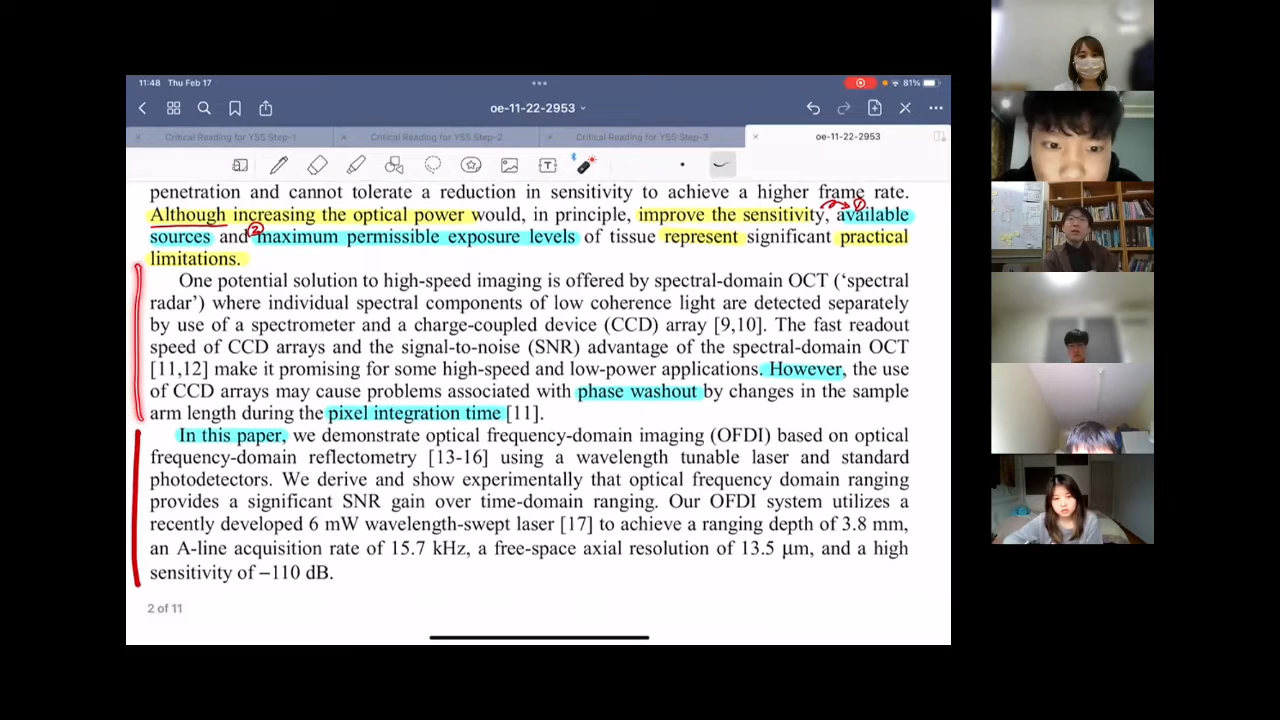 11:48 Thu Feb 17
81%
oe-11-22-2953
Critical Reading for YSS Step-1
Critical Reading for YSS Step-2
Critical Reading for YSS Step-3
oe-11-22-2953
penetration and cannot tolerate a reduction in sensitivity to achieve a higher frame rate.
Although increasing the optical power would, in principle, improve the sensitivity, available
sources and maximum permissible exposure levels of tissue represent significant practical
limitations.
One potential solution to high-speed imaging is offered by spectral-domain OCT (‘spectral
radar’) where individual spectral components of low coherence light are detected separately
by use of a spectrometer and a charge-coupled device (CCD) array [9,10]. The fast readout
speed of CCD arrays and the signal-to-noise (SNR) advantage of the spectral-domain OCT
[11,12] make it promising for some high-speed and low-power applications. However, the use
of CCD arrays may cause problems associated with phase washout by changes in the sample
arm length during the pixel integration time [11].
In this paper, we demonstrate optical frequency-domain imaging (OFDI) based on optical
frequency-domain reflectometry [13-16] using a wavelength tunable laser and standard
photodetectors. We derive and show experimentally that optical frequency domain ranging
provides a significant SNR gain over time-domain ranging. Our OFDI system utilizes a
recently developed 6 mW wavelength-swept laser [17] to achieve a ranging depth of 3.8 mm,
an A-line acquisition rate of 15.7 kHz, a free-space axial resolution of 13.5 μm, and a high
sensitivity of −110 dB.
2 of 11